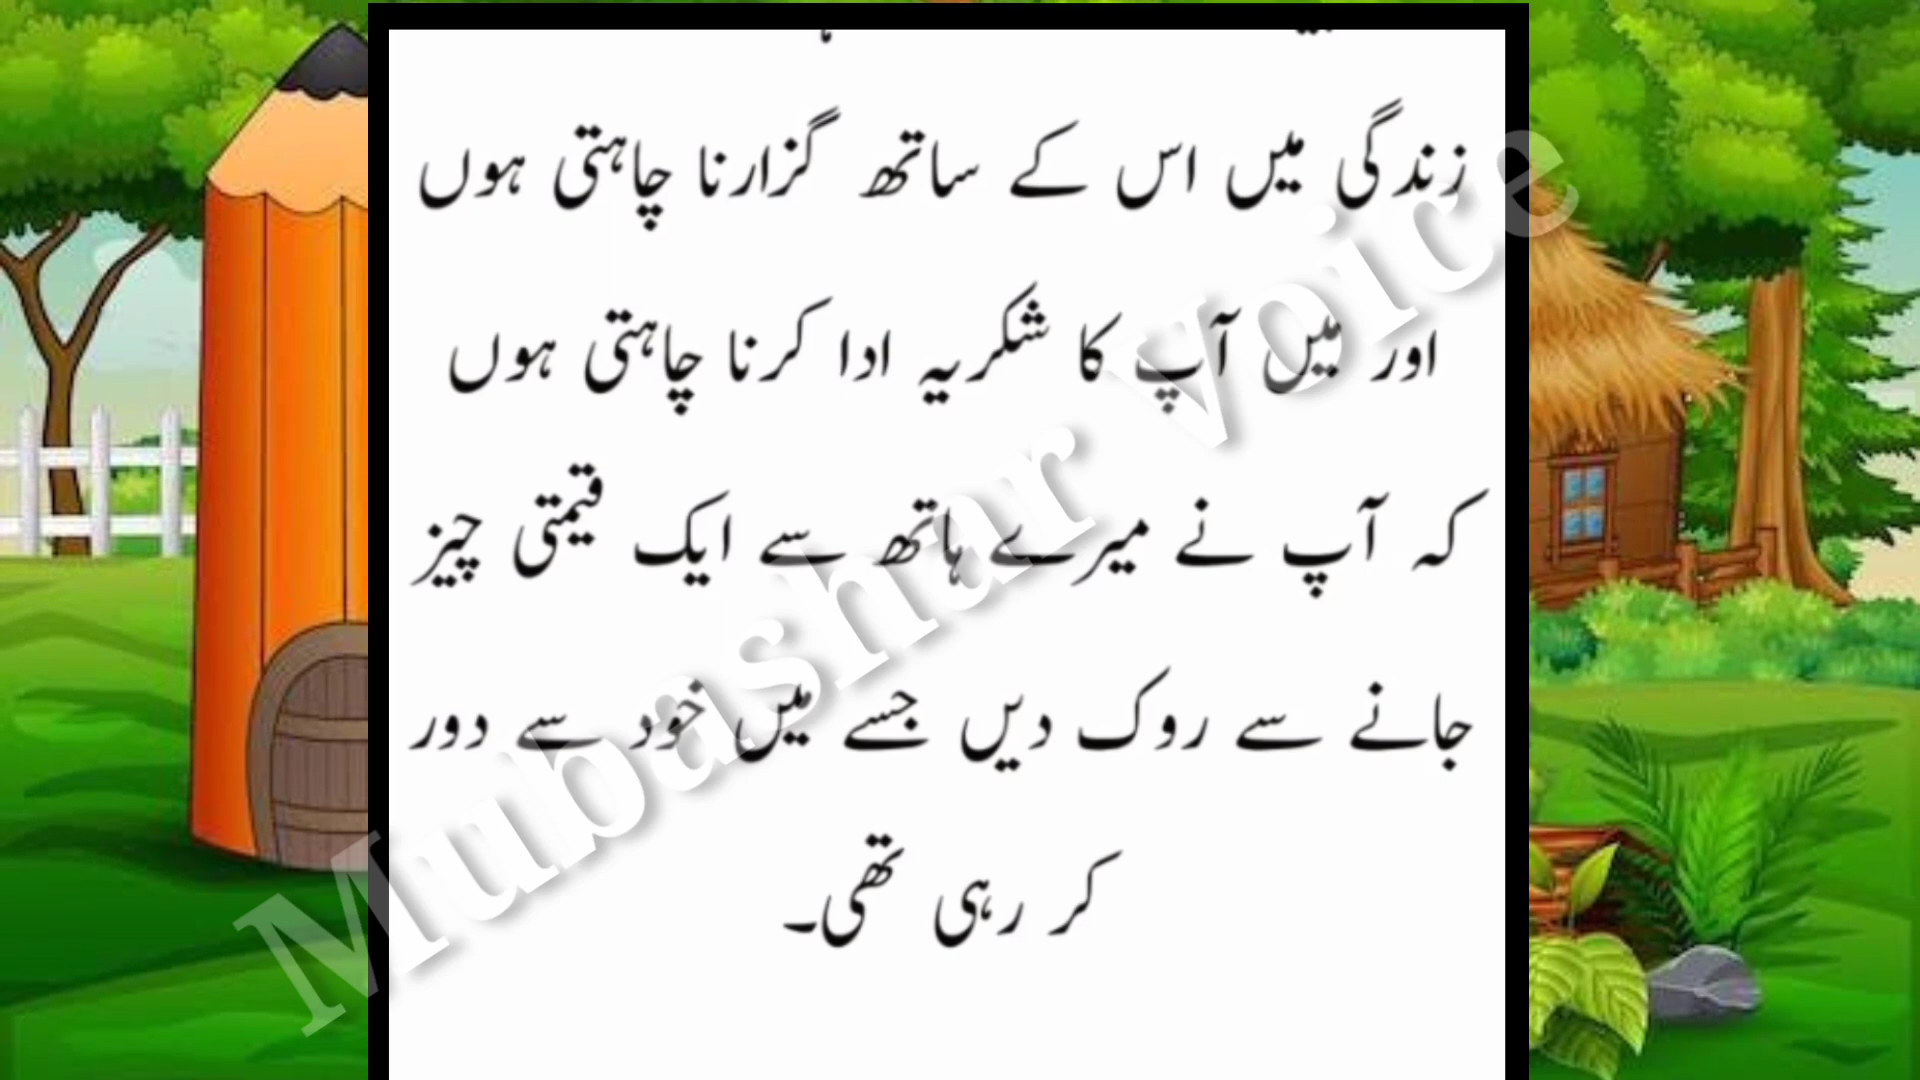 زندگی میں اس کے ساتھ گزارنا چاہتی ہوں
اور میں آپ کا شکریہ ادا کرنا چاہتی ہوں
کہ آپ نے میرے ہاتھ سے ایک قیمتی چیز
جانے سے روک دیں جسے میں خود سے دور
کر رہی تھی۔
Mubashar Voice